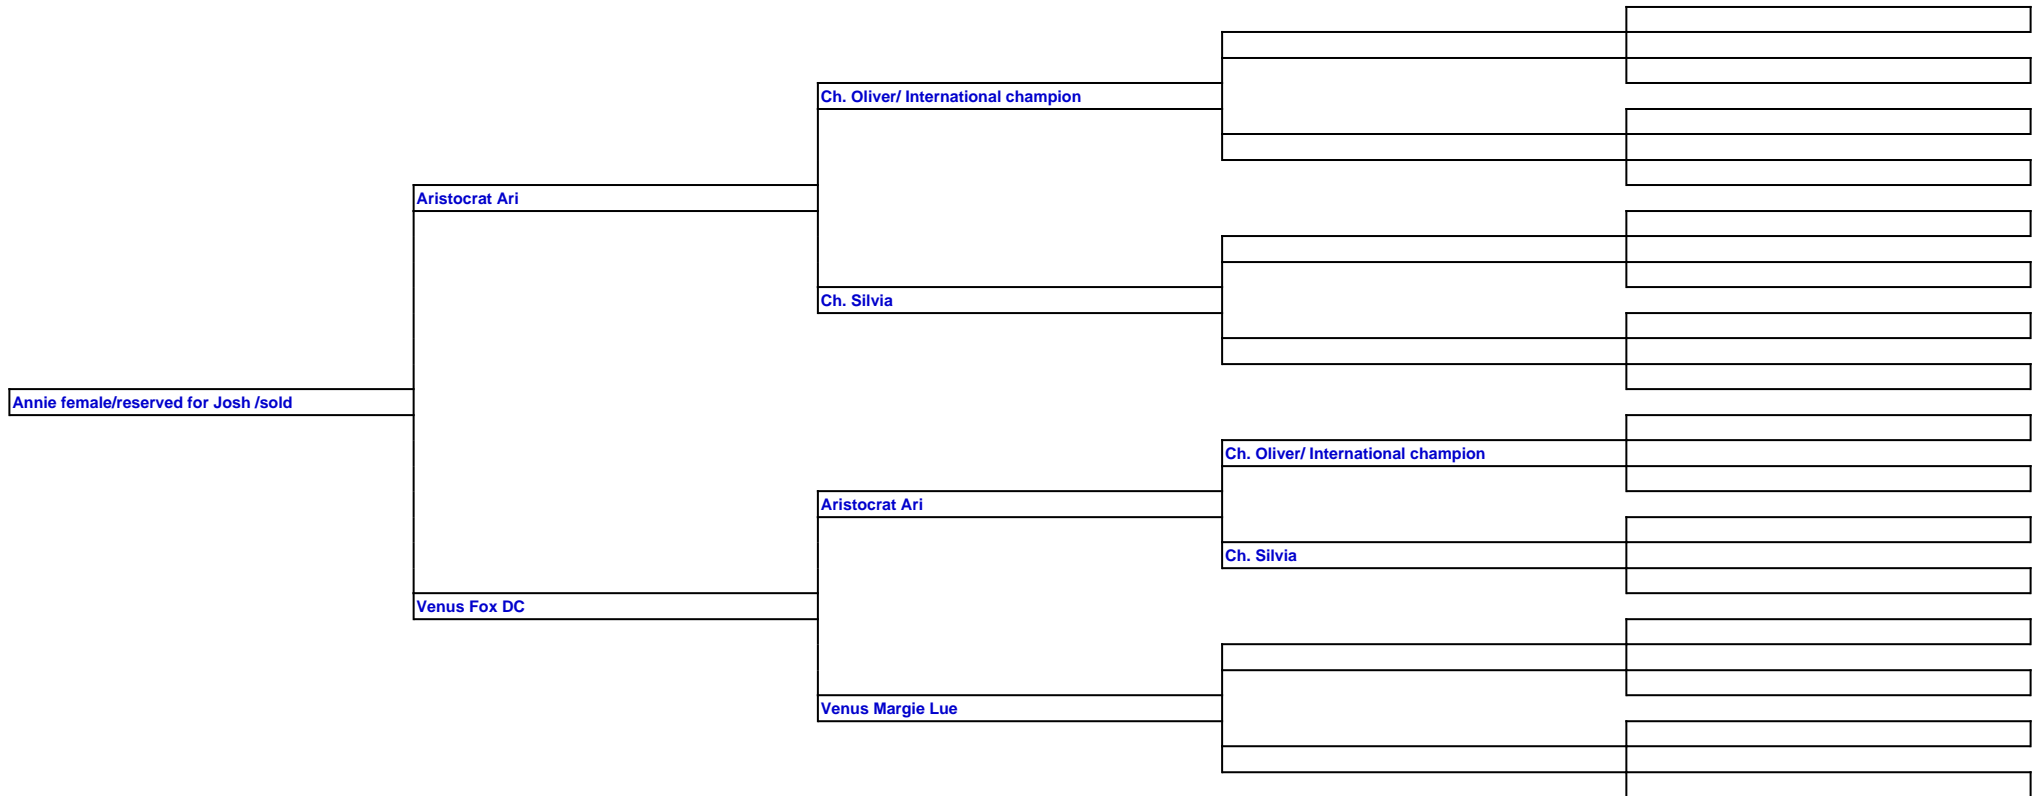 Ch. Oliver/ International champion
Aristocrat Ari
Ch. Silvia
Annie female/reserved for Josh /sold
Ch. Oliver/ International champion
Aristocrat Ari
Ch. Silvia
Venus Fox DC
Venus Margie Lue